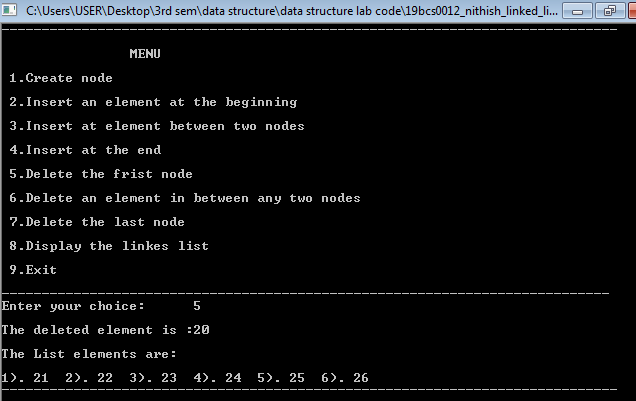 C:\Users\USER\Desktop\3rd sem\data structure\data structure lab code\19bcs0012_nithish_linked_li...
MENU
1.Create node
2.Insert an element at the beginning
3.Insert at element between two nodes
4.Insert at the end
5.Delete the frist node
6.Delete an element in between any two nodes
7.Delete the last node
8.Display the linkes list
9.Exit
Enter your choice: 5
The deleted element is :20
The List elements are:
1). 21 2). 22 3). 23 4). 24 5). 25 6). 26